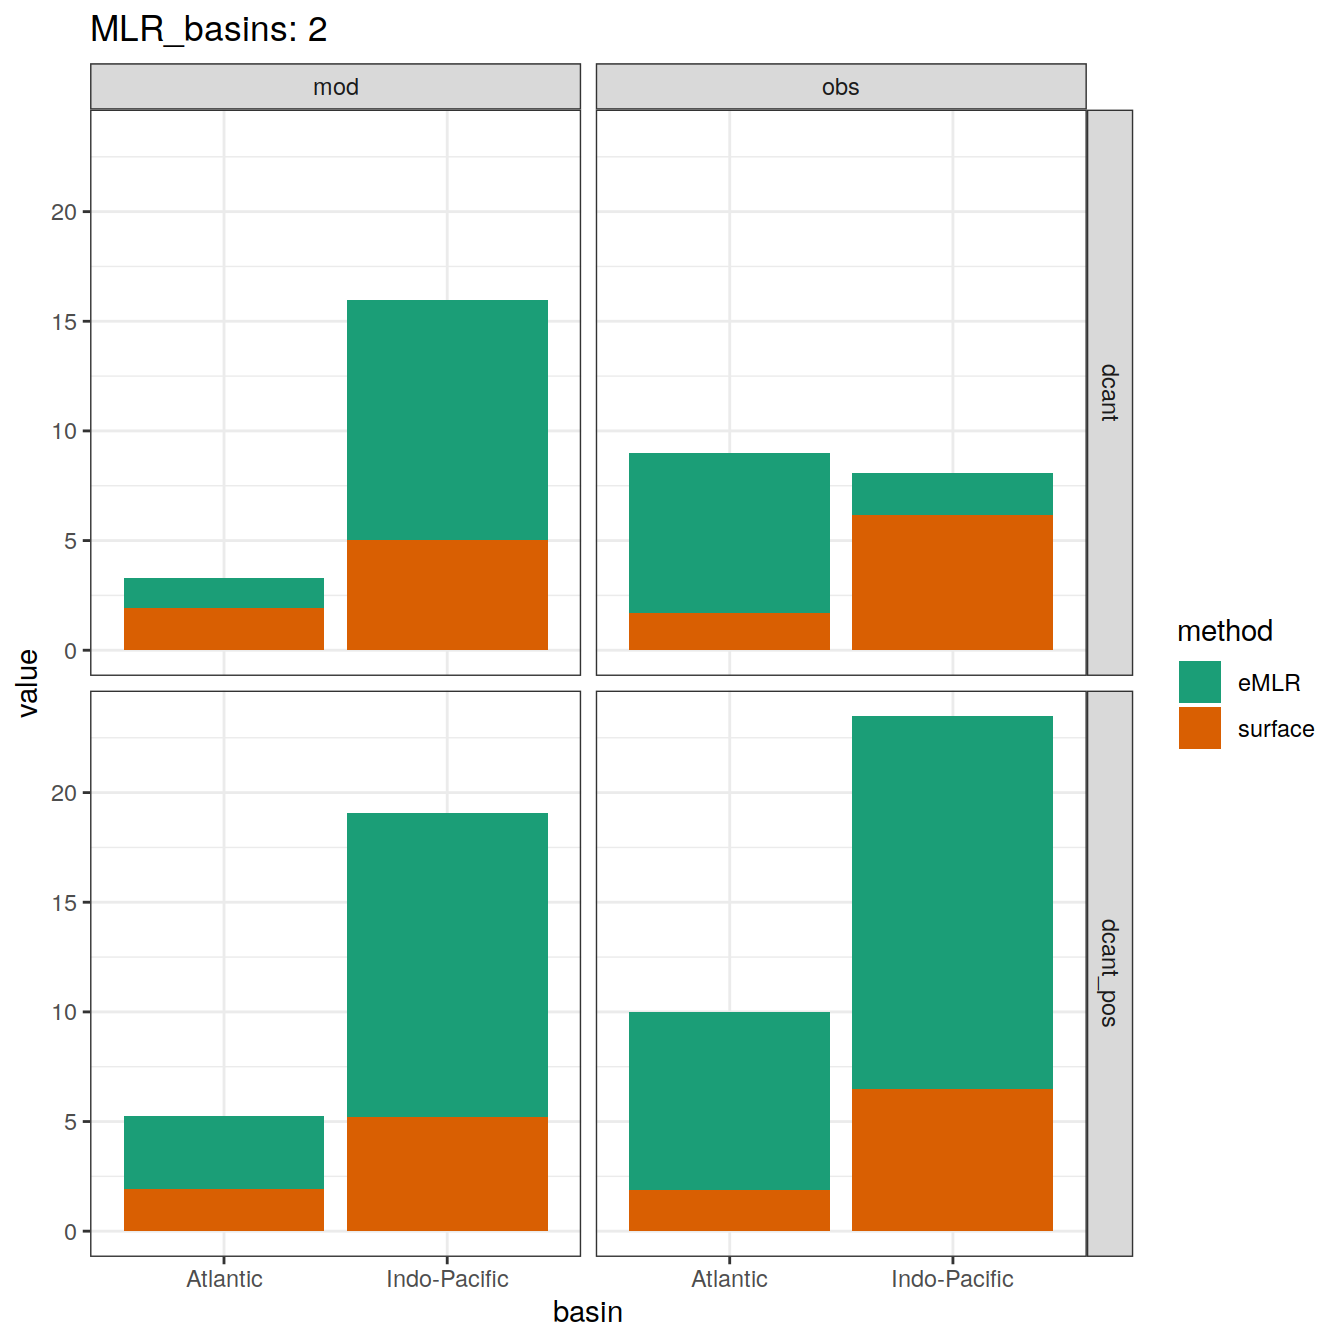 MLR_basins: 2
mod
obs
20
15
10
5
0
dcant
20
15
10
5
0
dcant_pos
value
Atlantic
Indo-Pacific
Atlantic
Indo-Pacific
basin
method
eMLR
surface